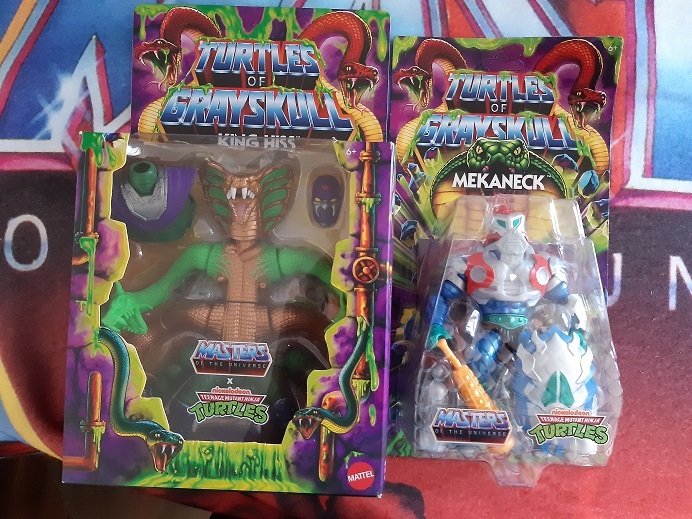 TURTLES
OF
GRAYSKULL
KING HISS
6+
MASTERS
OF THE UNIVERSE
X
nickelodeon
TEENAGE MUTANT NINJA
TURTLES
MATTEL
6+
TURTLES
OF
GRAYSKULL
MEKANECK
MASTERS
OF THE UNIVERSE
nickelodeon
TEENAGE MUTANT NINJA
TURTLES
O
U N